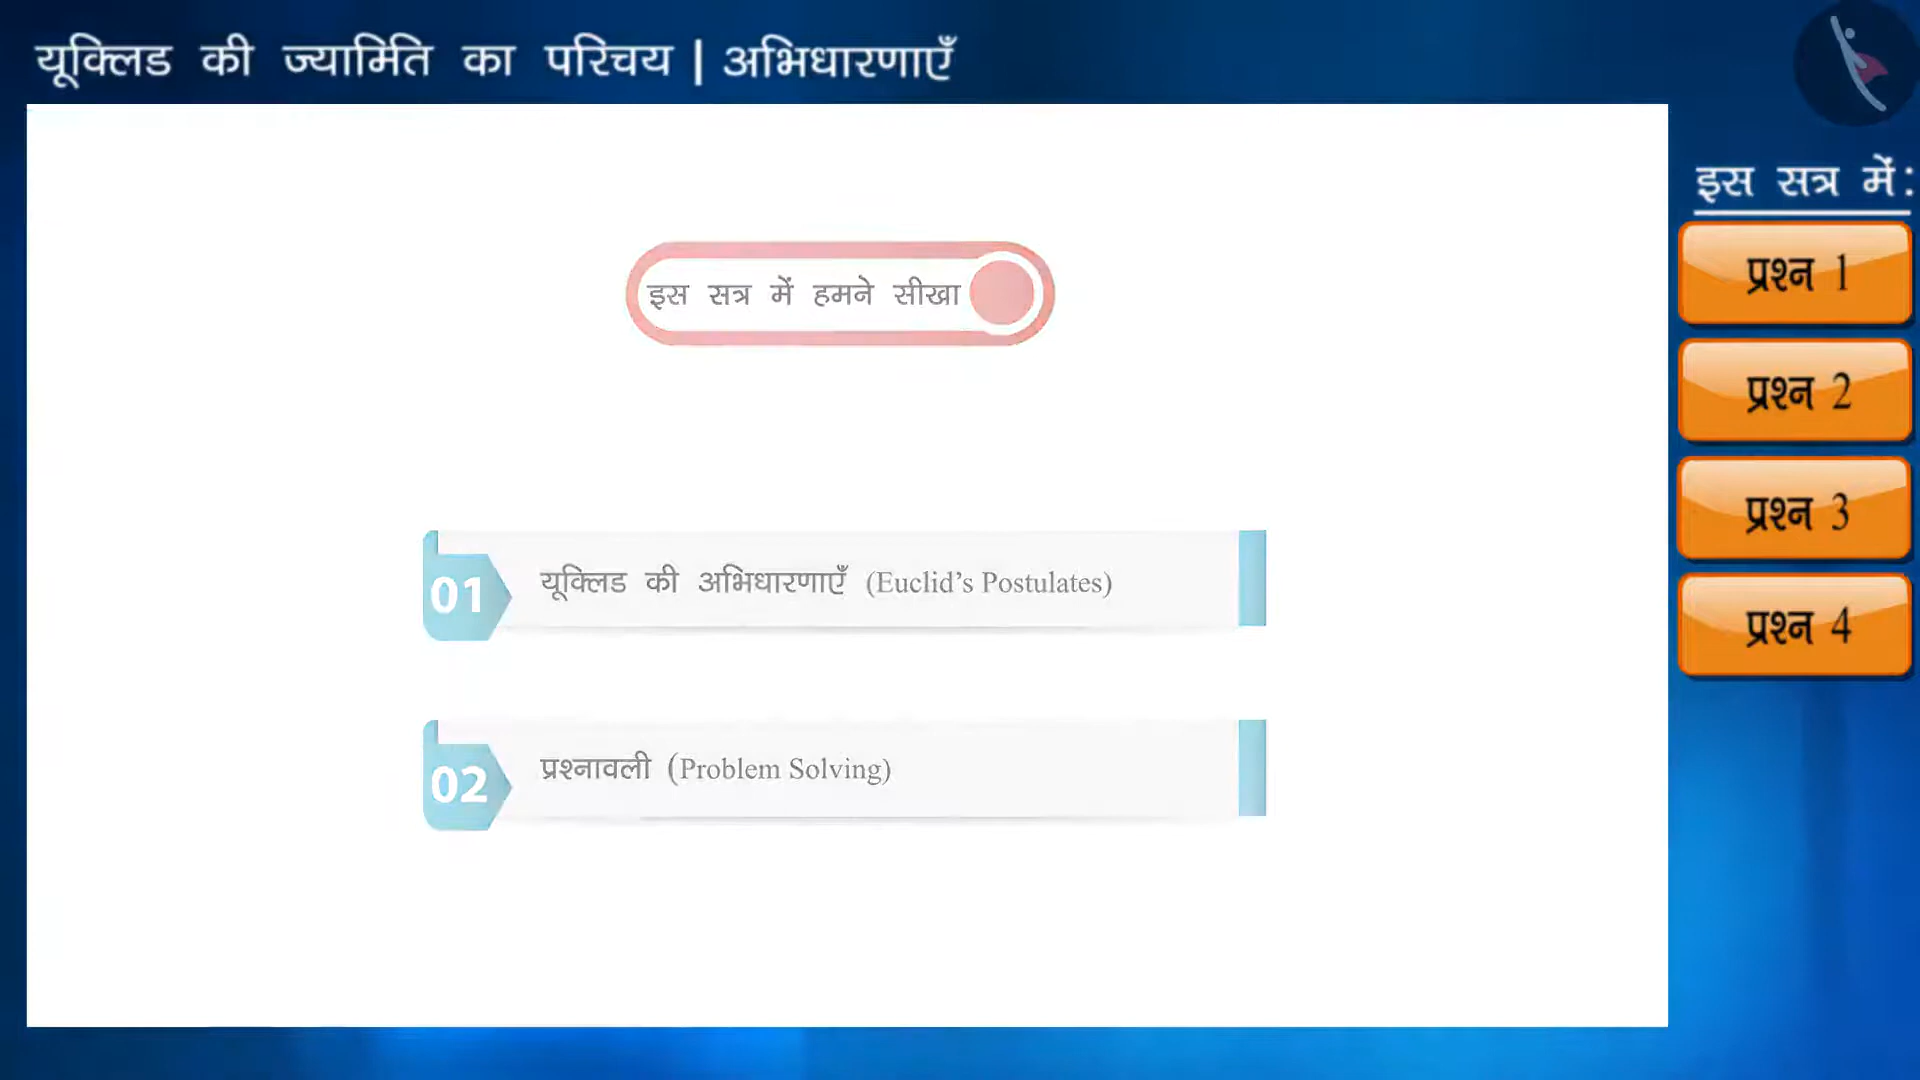 यूक्लिड की ज्यामिति का परिचय | अभिधारणाएँ
इस सत्र में हमने सीखा
01 यूक्लिड की अभिधारणाएँ (Euclid’s Postulates)
02 प्रश्नावली (Problem Solving)
इस सत्र में:
प्रश्न 1
प्रश्न 2
प्रश्न 3
प्रश्न 4